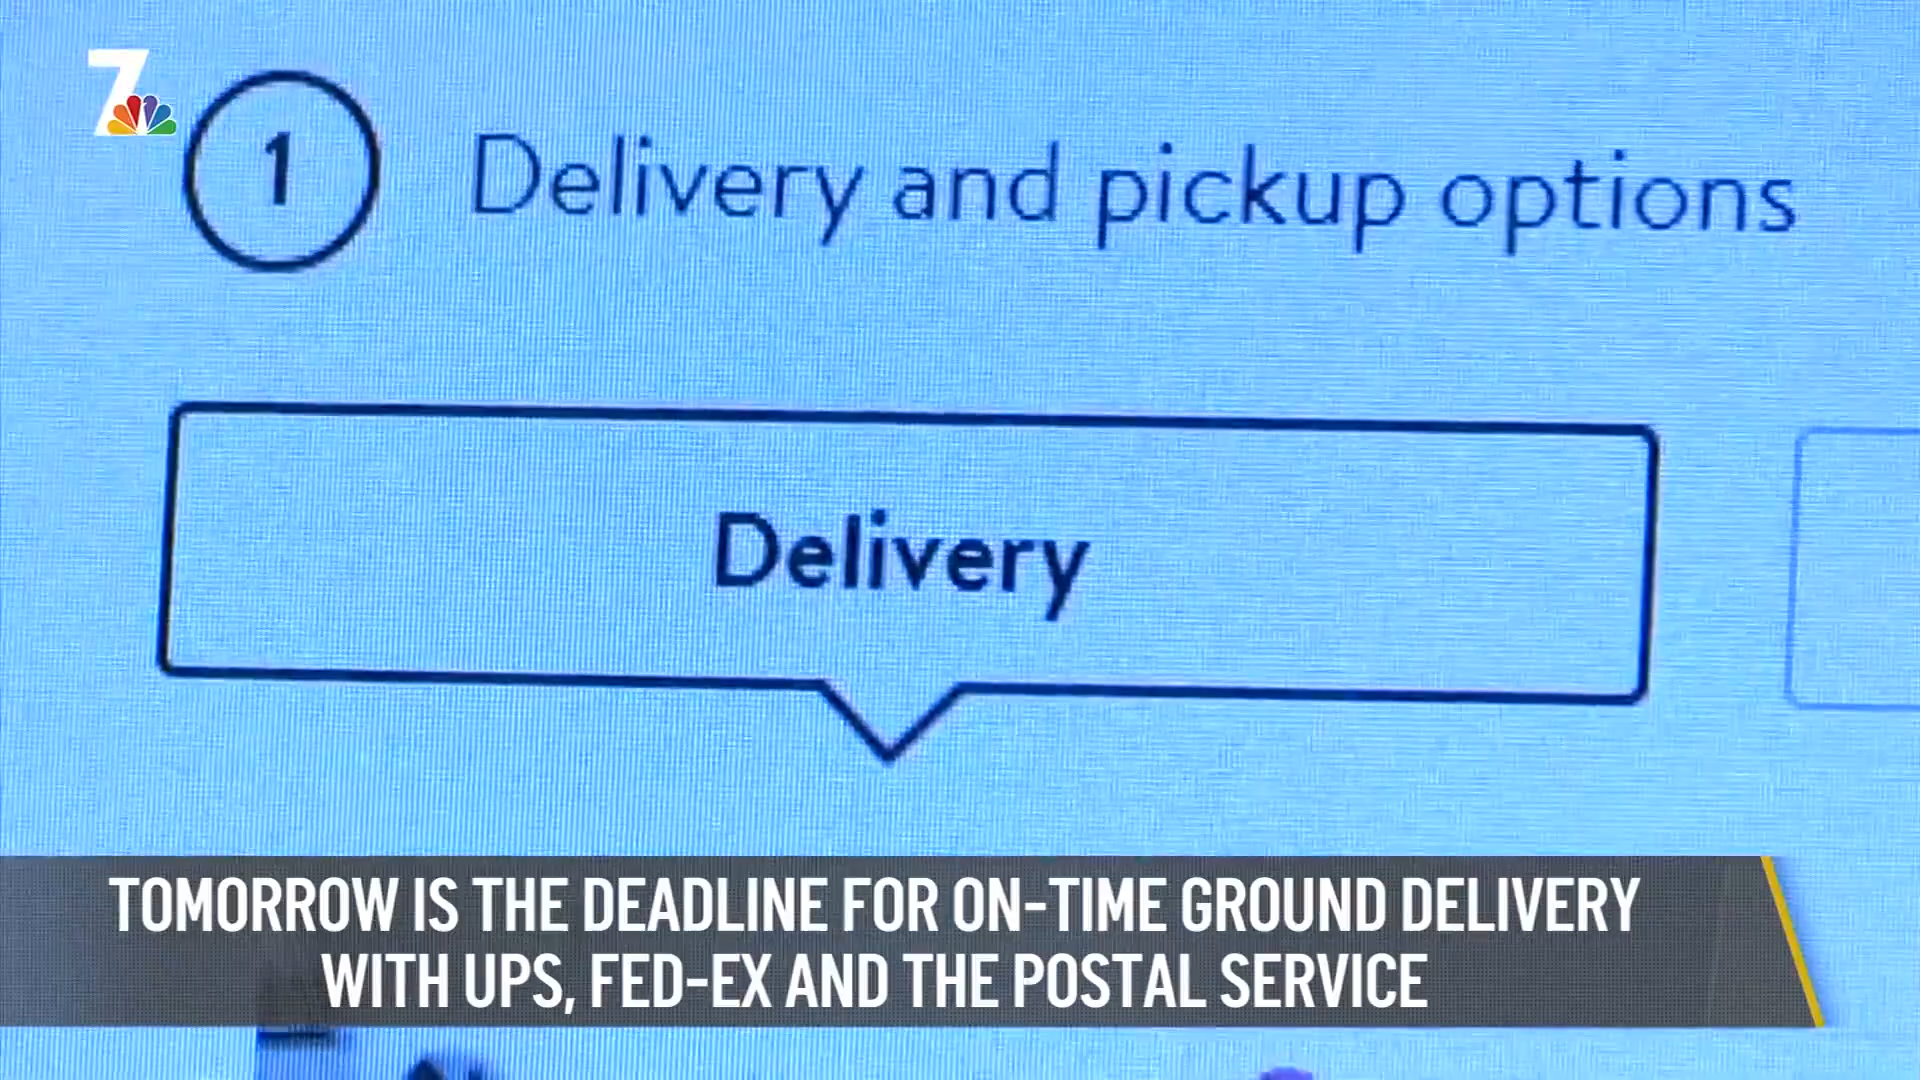 7
1 Delivery and pickup options
Delivery
TOMORROW IS THE DEADLINE FOR ON-TIME GROUND DELIVERY
WITH UPS, FED-EX AND THE POSTAL SERVICE